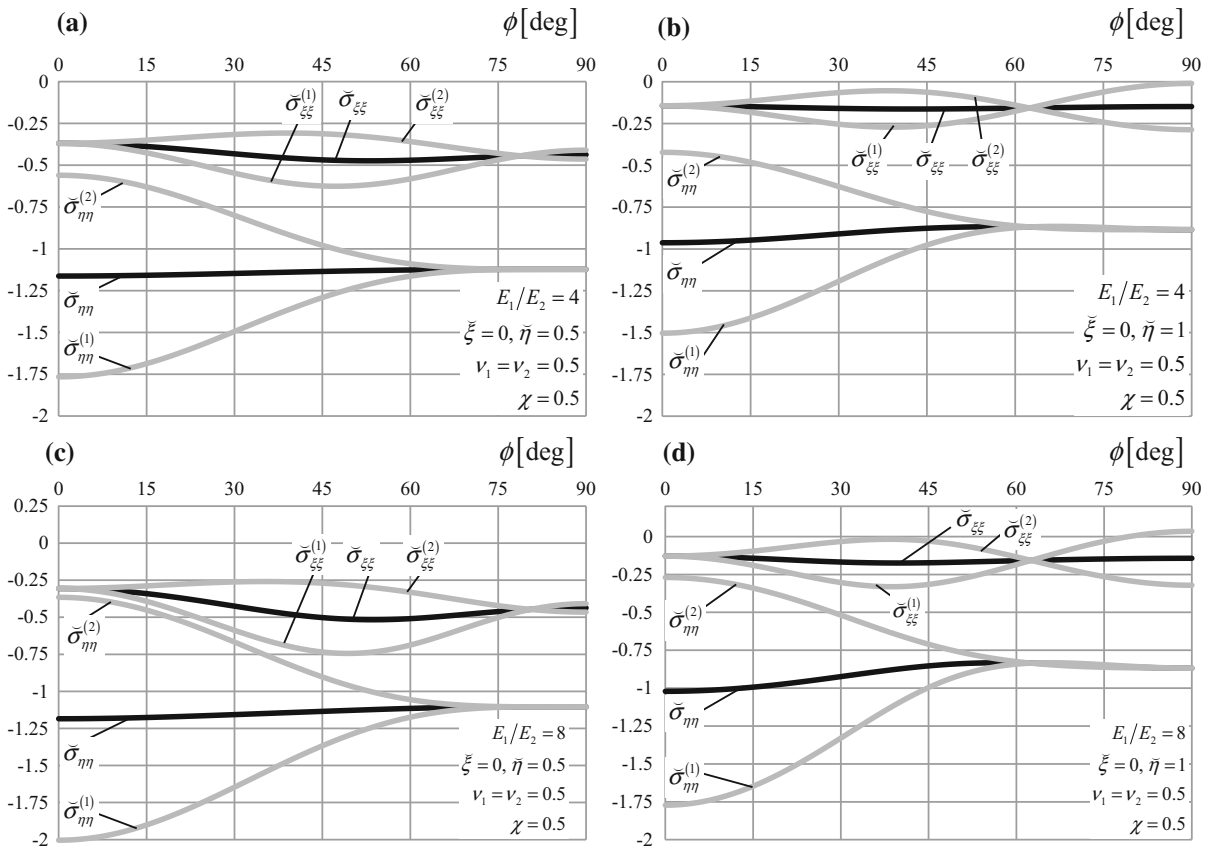 (a) ϕ[deg]
0 15 30 45 60 75 90
0
-0.25
-0.5
-0.75
-1
-1.25
-1.5
-1.75
-2
σ̆ξξ(1) σ̆ξξ σ̆ξξ(2)
σ̆ηη(2)
σ̆ηη
σ̆ηη(1)
E1/E2 = 4
ξ̆ = 0, η̆ = 0.5
ν1 = ν2 = 0.5
χ = 0.5
(b) ϕ[deg]
0 15 30 45 60 75 90
0
-0.25
-0.5
-0.75
-1
-1.25
-1.5
-1.75
-2
σ̆ξξ(1) σ̆ξξ σ̆ξξ(2)
σ̆ηη(2)
σ̆ηη
σ̆ηη(1)
E1/E2 = 4
ξ̆ = 0, η̆ = 1
ν1 = ν2 = 0.5
χ = 0.5
(c) ϕ[deg]
0 15 30 45 60 75 90
0.25
0
-0.25
-0.5
-0.75
-1
-1.25
-1.5
-1.75
-2
σ̆ξξ(1) σ̆ξξ σ̆ξξ(2)
σ̆ηη(2)
σ̆ηη
σ̆ηη(1)
E1/E2 = 8
ξ̆ = 0, η̆ = 0.5
ν1 = ν2 = 0.5
χ = 0.5
(d) ϕ[deg]
0 15 30 45 60 75 90
0
-0.25
-0.5
-0.75
-1
-1.25
-1.5
-1.75
-2
σ̆ξξ σ̆ξξ(2)
σ̆ξξ(1)
σ̆ηη(2)
σ̆ηη
σ̆ηη(1)
E1/E2 = 8
ξ̆ = 0, η̆ = 1
ν1 = ν2 = 0.5
χ = 0.5